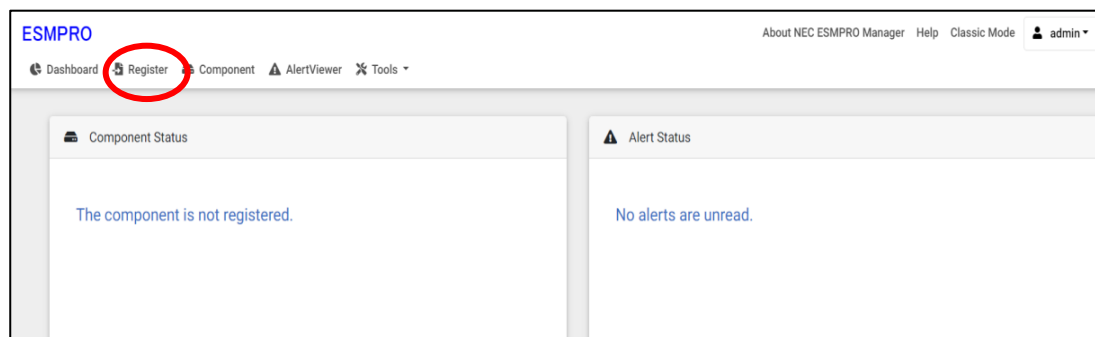 ESMPRO
About NEC ESMPRO Manager Help Classic Mode admin
Dashboard Register Component AlertViewer Tools
Component Status
Alert Status
The component is not registered.
No alerts are unread.